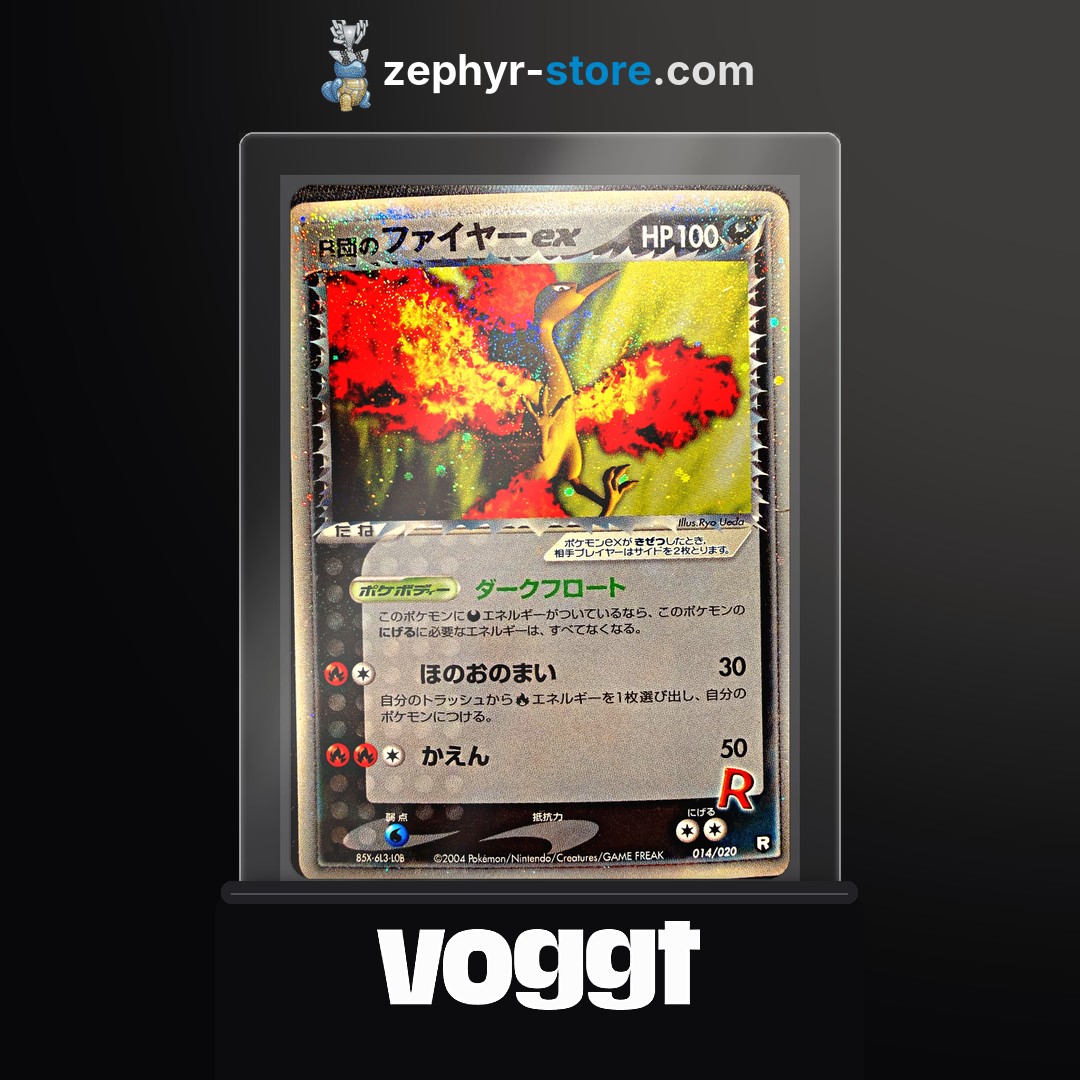 zephyr-store.com
R団のファイヤーex HP100
Illus.Ryo Ueda
たね
ポケモンexがきぜつしたとき、
相手プレイヤーはサイドを2枚とります。
ポケボディー ダークフロート
このポケモンにエネルギーがついているなら、このポケモンの
にげるに必要なエネルギーは、すべてなくなる。
ほのおのまい 30
自分のトラッシュからエネルギーを1枚選び出し、自分の
ポケモンにつける。
かえん 50
R
弱点 抵抗力 にげる
85X-6L3-L0B ©2004 Pokémon/Nintendo/Creatures/GAME FREAK 014/020 R
voggt